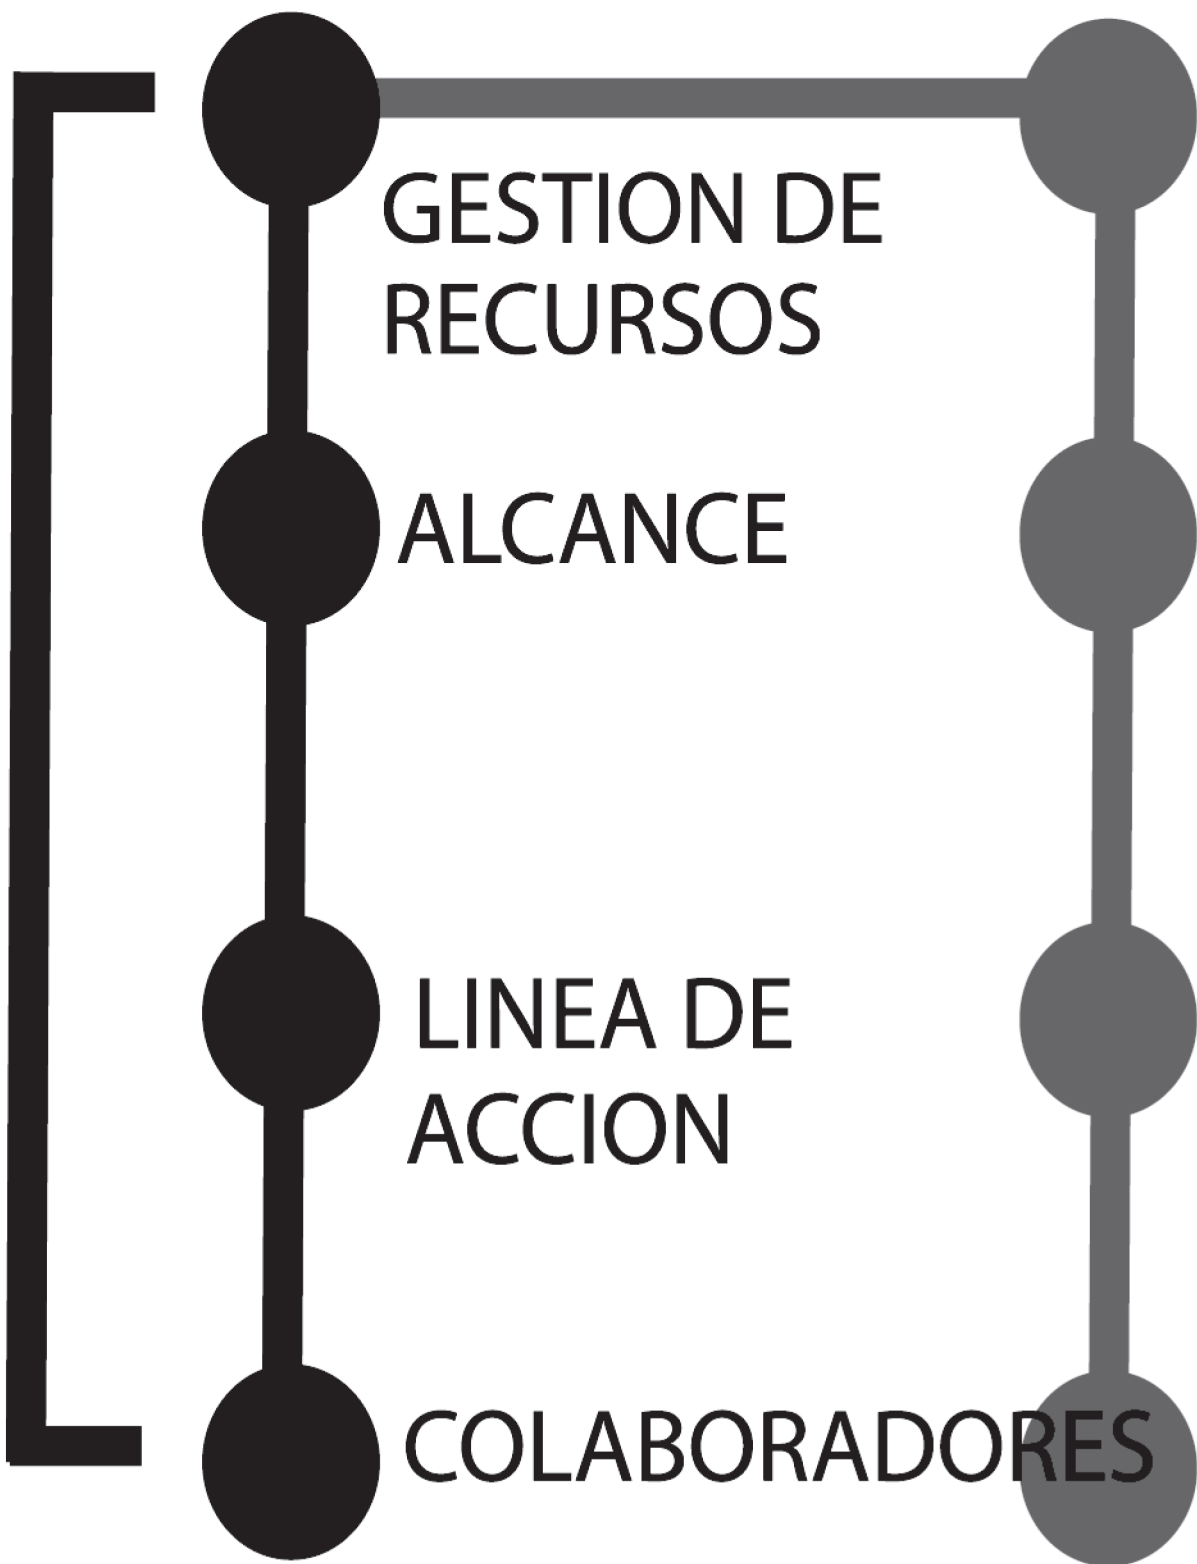 GESTION DE
RECURSOS
ALCANCE
LINEA DE
ACCION
COLABORADORES